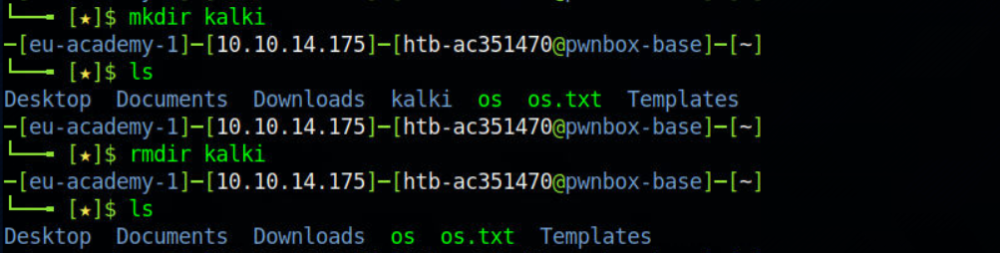 └──╼ [★]$ mkdir kalki
─[eu-academy-1]─[10.10.14.175]─[htb-ac351470@pwnbox-base]─[~]
└──╼ [★]$ ls
Desktop Documents Downloads kalki os os.txt Templates
─[eu-academy-1]─[10.10.14.175]─[htb-ac351470@pwnbox-base]─[~]
└──╼ [★]$ rmdir kalki
─[eu-academy-1]─[10.10.14.175]─[htb-ac351470@pwnbox-base]─[~]
└──╼ [★]$ ls
Desktop Documents Downloads os os.txt Templates